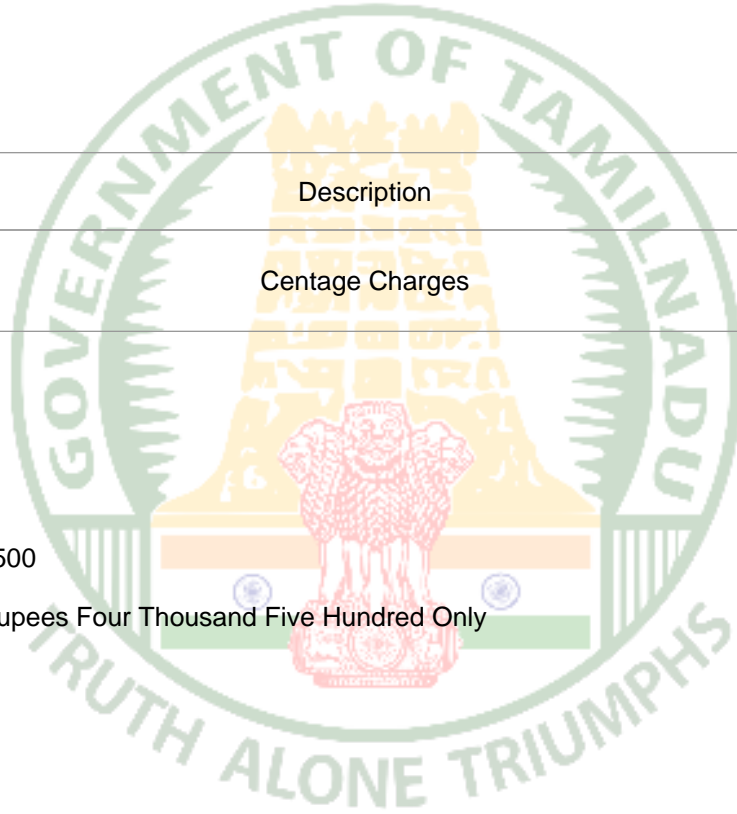 GOVERNMENT OF TAMILNADU
Description
Centage Charges
500
upees Four Thousand Five Hundred Only
TRUTH ALONE TRIUMPHS